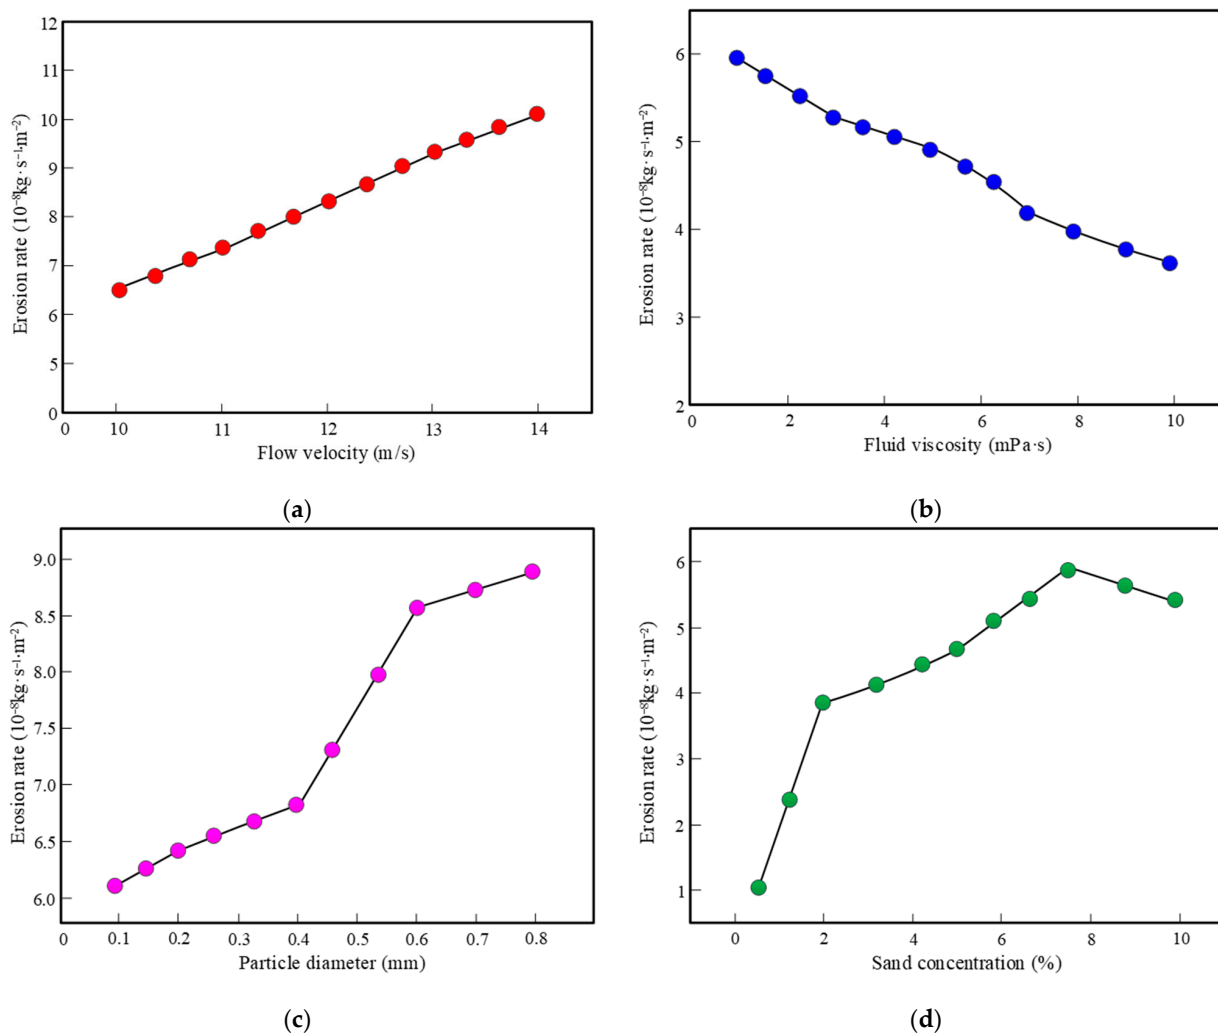 12
11
10
9
8
7
6
5
0
Erosion rate (10⁻⁸kg· s⁻¹·m⁻²)
0 10 11 12 13 14
Flow velocity (m/s)
(a)
6
5
4
3
2
Erosion rate (10⁻⁸kg· s⁻¹·m⁻²)
0 2 4 6 8 10
Fluid viscosity (mPa·s)
(b)
9.0
8.5
8.0
7.5
7.0
6.5
6.0
Erosion rate (10⁻⁸kg· s⁻¹·m⁻²)
0 0.1 0.2 0.3 0.4 0.5 0.6 0.7 0.8
Particle diameter (mm)
(c)
6
5
4
3
2
1
Erosion rate (10⁻⁸kg· s⁻¹·m⁻²)
0 2 4 6 8 10
Sand concentration (%)
(d)